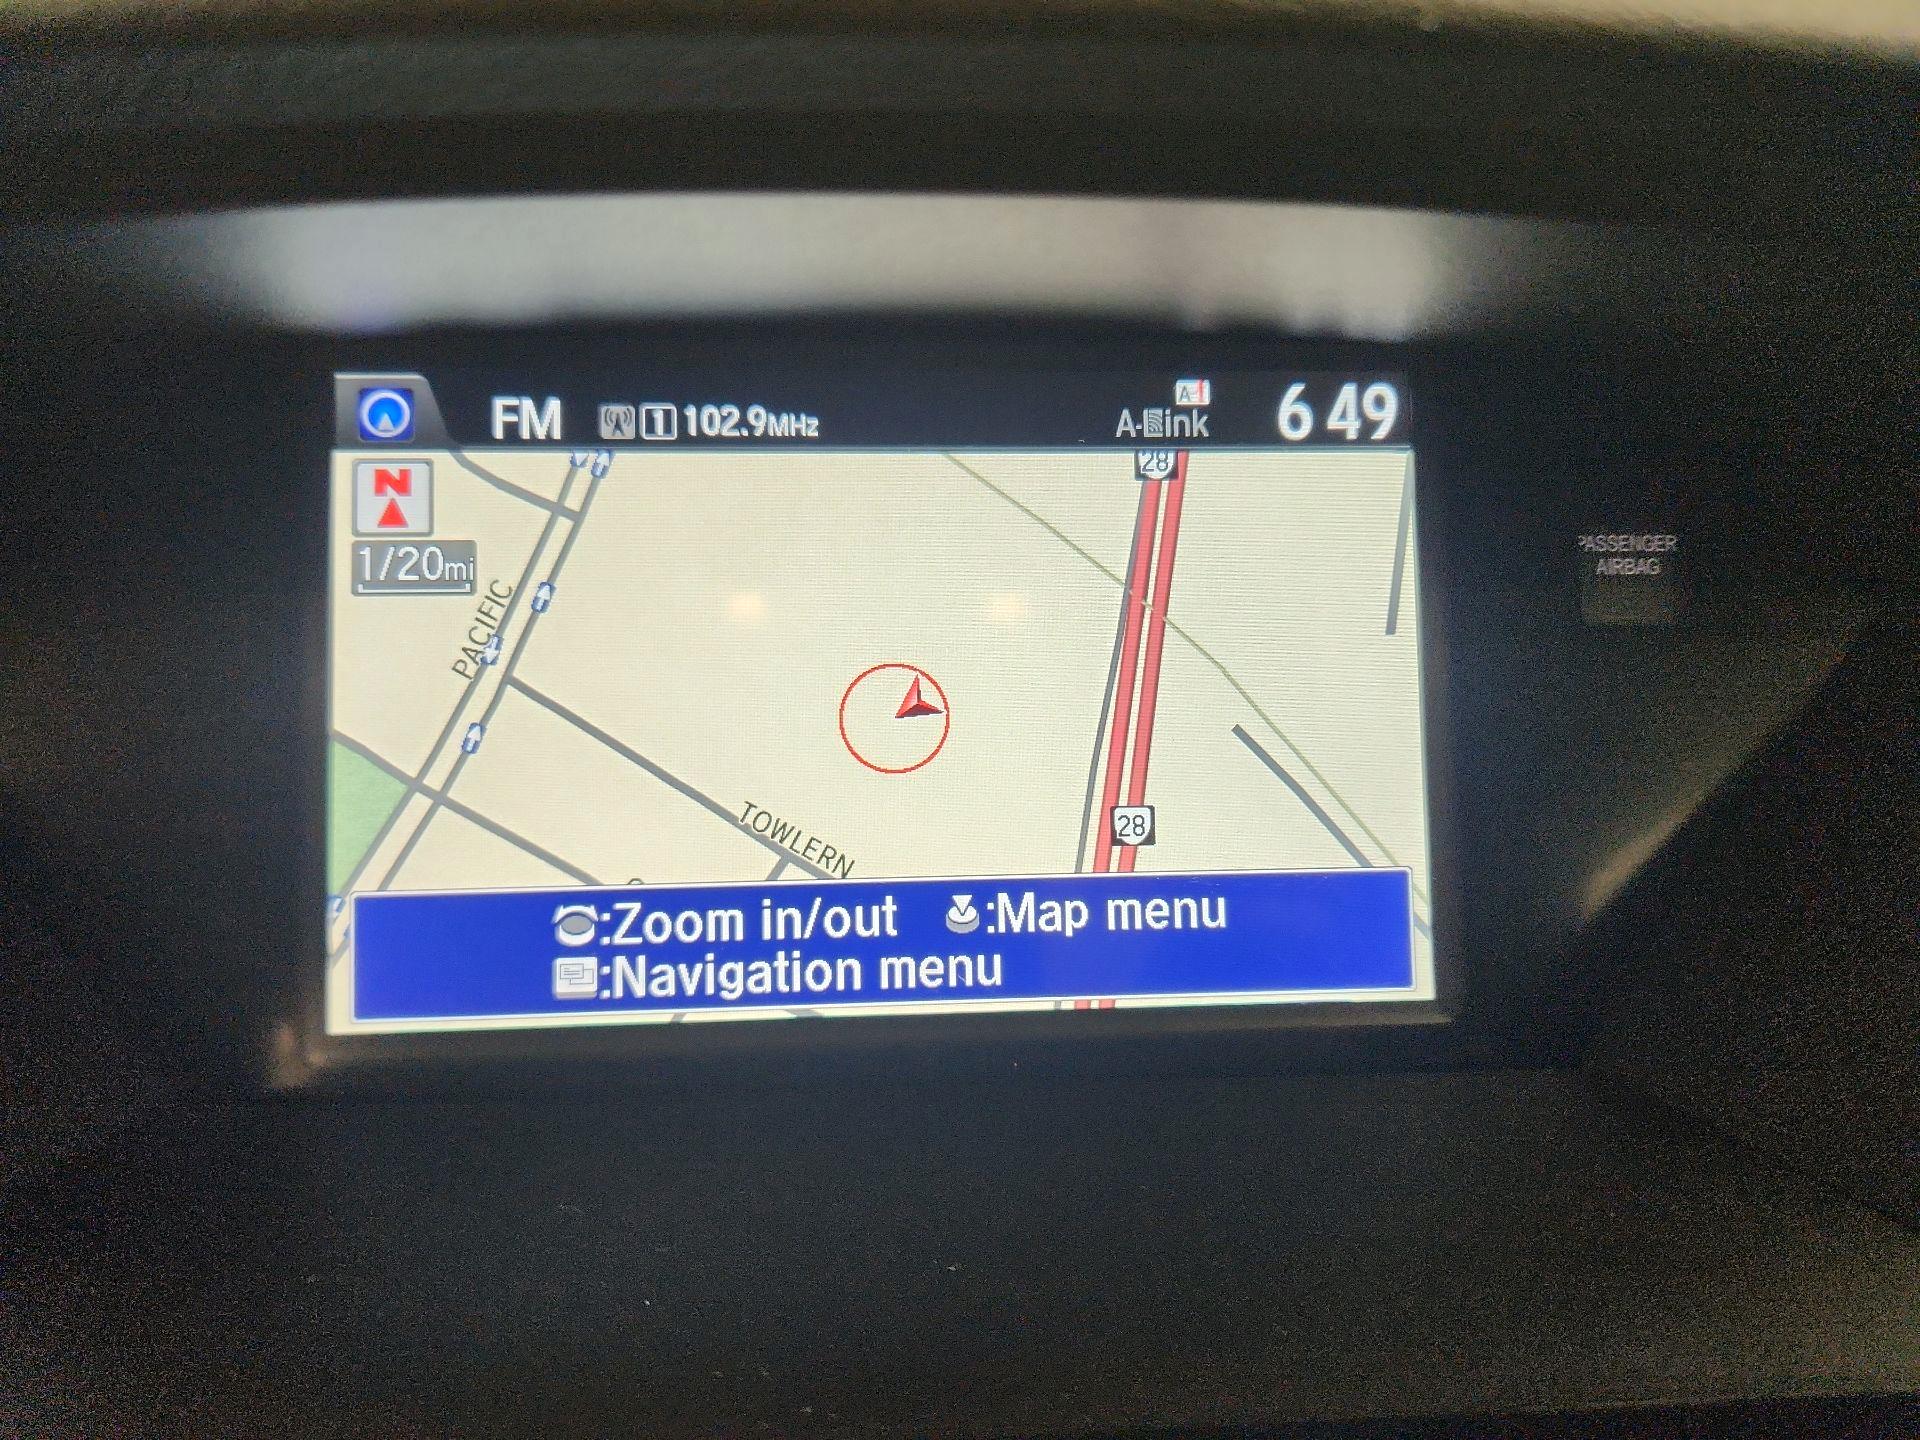 FM 1 102.9MHz A-Link 6 49
N
28
1/20mi
PASSENGER
AIRBAG
PACIFIC
28
TOWLERN
:Zoom in/out :Map menu
:Navigation menu